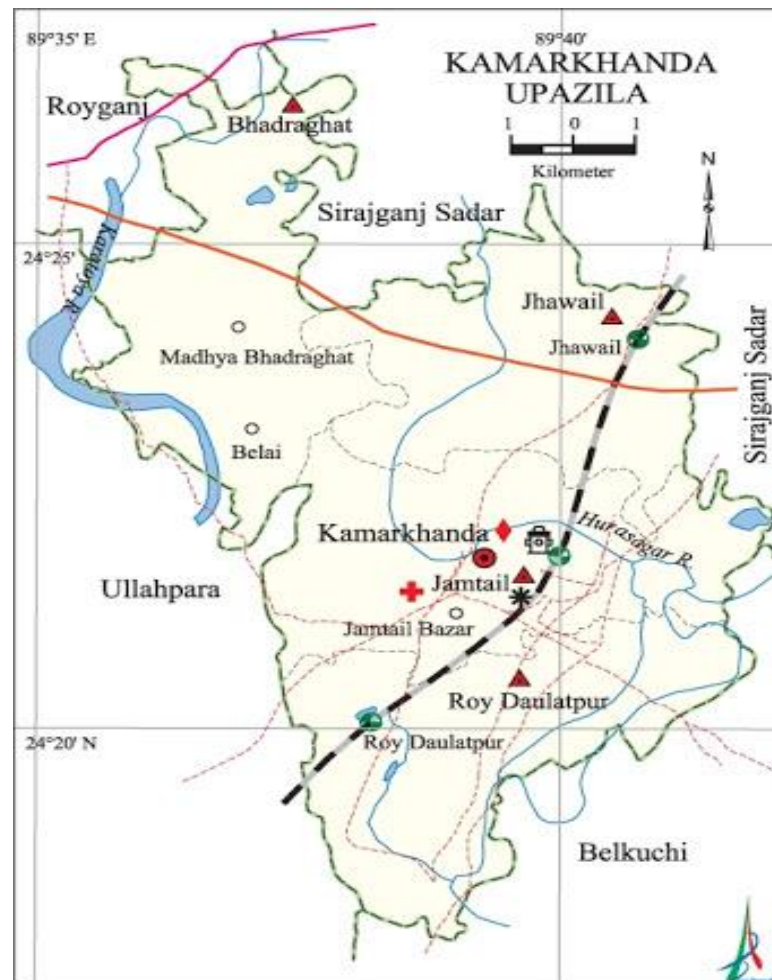 89°35' E
89°40'
KAMARKHANDA
UPAZILA
1 0 1
Kilometer
N
Royganj
Bhadraghat
Sirajganj Sadar
Karatoya R.
24°25'
Jhawail
Jhawail
Madhya Bhadraghat
Sirajganj Sadar
Belai
Kamarkhanda
Hurasagar R.
Ullahpara
Jamtail
Jamtail Bazar
Roy Daulatpur
24°20' N
Roy Daulatpur
Belkuchi